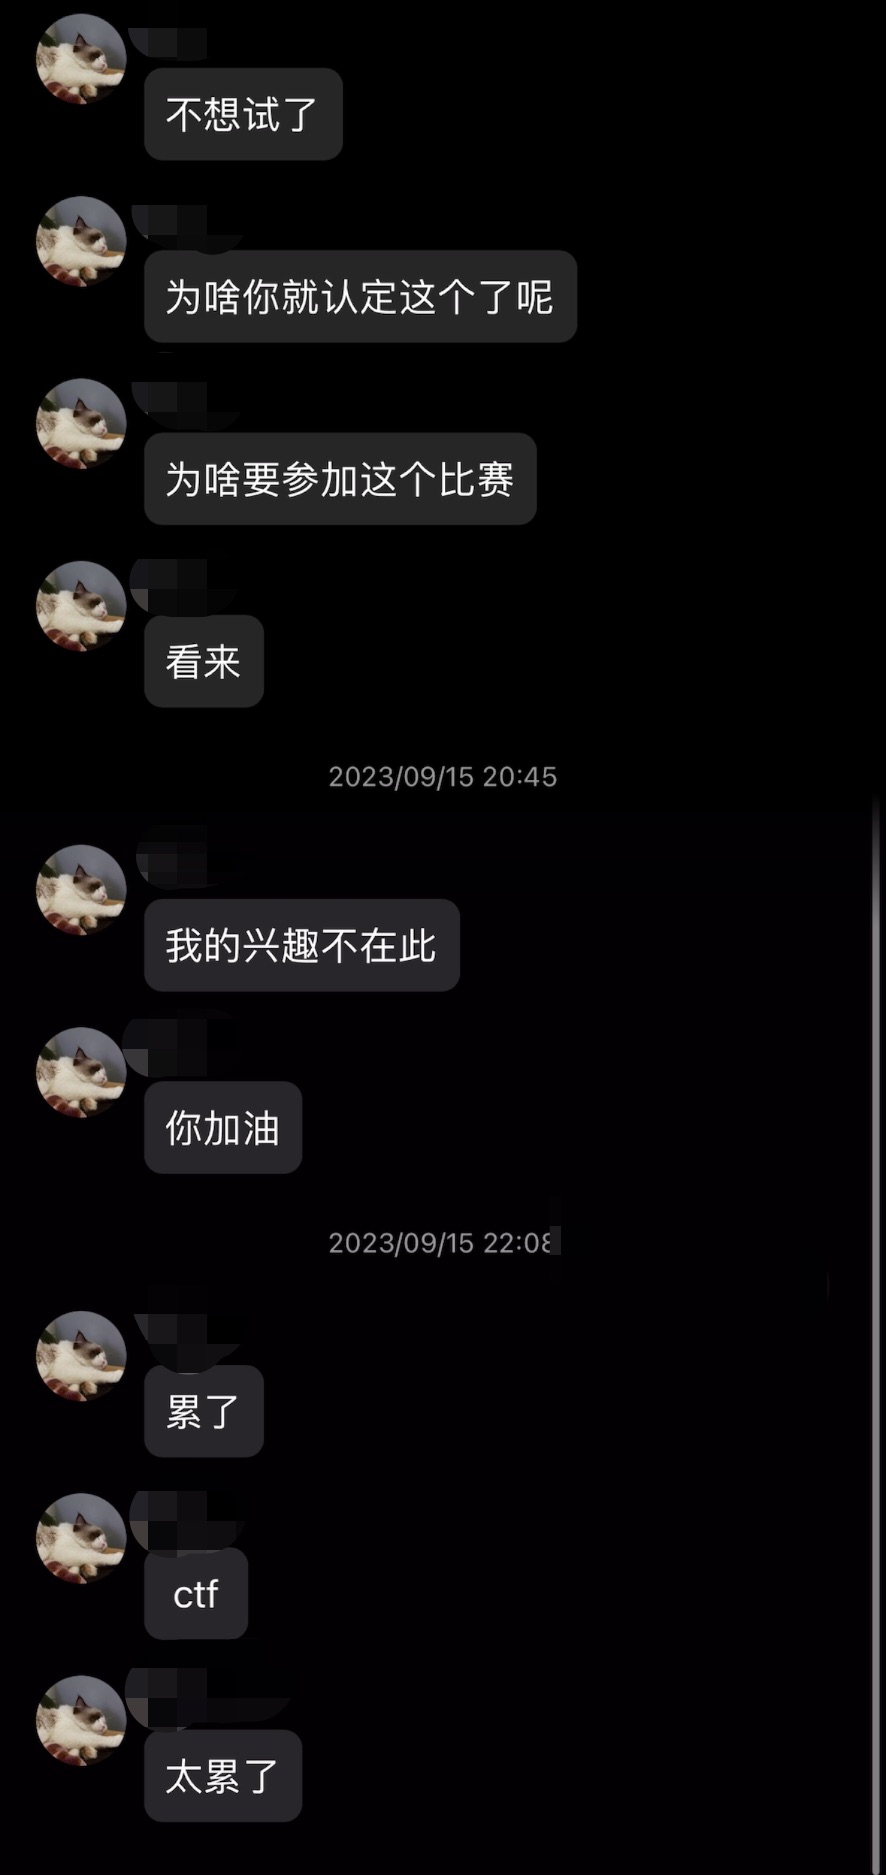 不想试了
为啥你就认定这个了呢
为啥要参加这个比赛
看来
2023/09/15 20:45
我的兴趣不在此
你加油
2023/09/15 22:08
累了
ctf
太累了